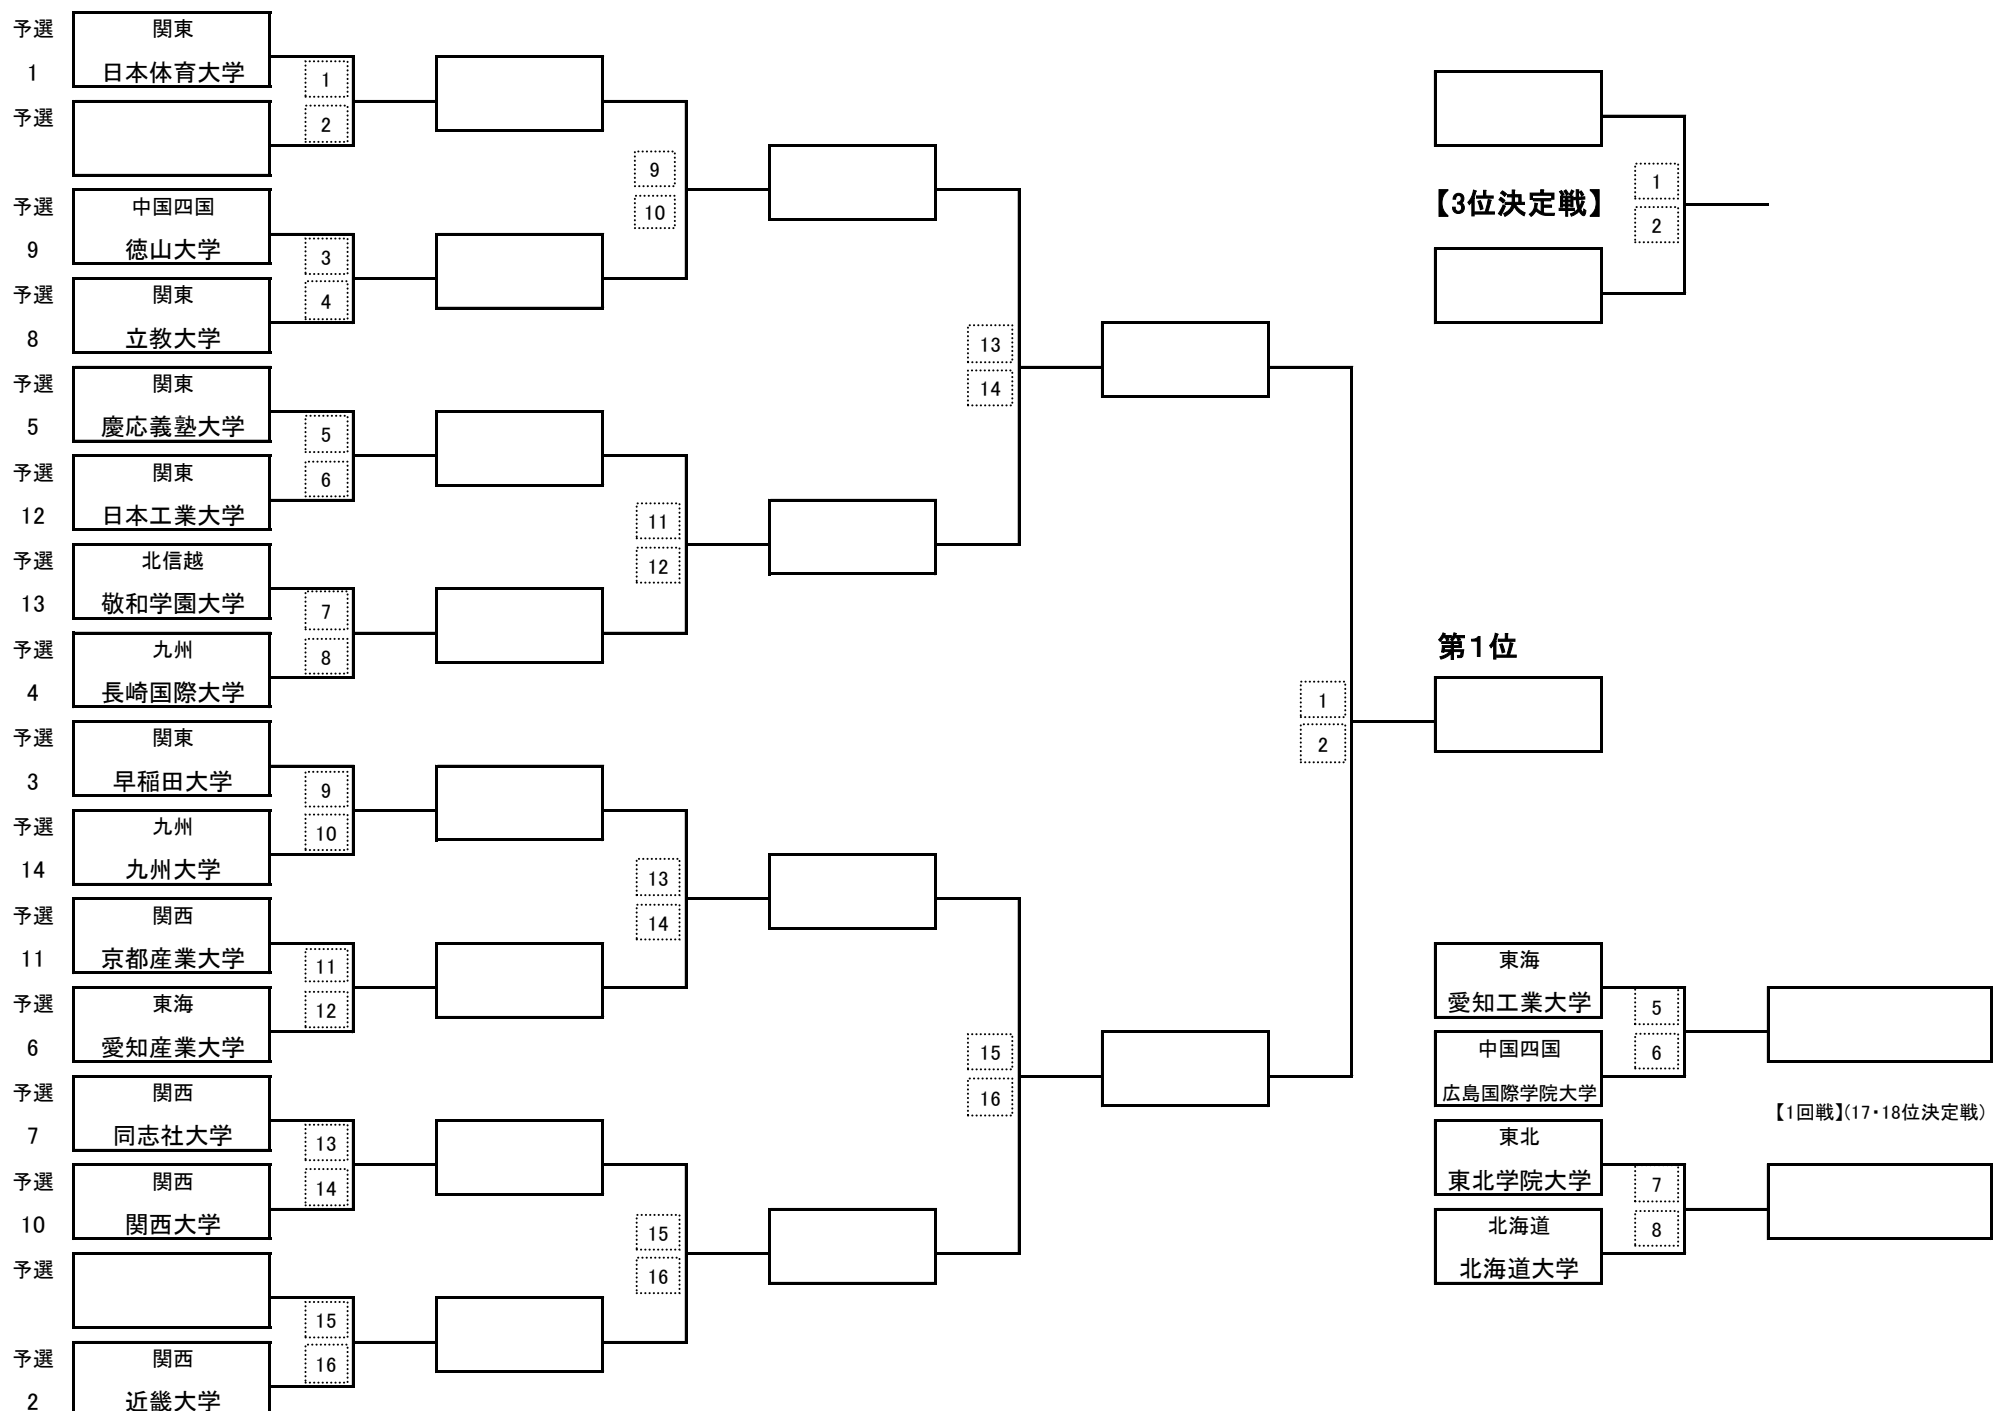 予選
関東
1
日本体育大学
1
2
予選
予選
中国四国
9
徳山大学
3
4
予選
関東
8
立教大学
予選
関東
5
慶応義塾大学
5
6
予選
関東
12
日本工業大学
予選
北信越
13
敬和学園大学
7
8
予選
九州
4
長崎国際大学
予選
関東
3
早稲田大学
9
10
予選
九州
14
九州大学
予選
関西
11
京都産業大学
11
12
予選
東海
6
愛知産業大学
予選
関西
7
同志社大学
13
14
予選
関西
10
関西大学
予選
15
16
予選
関西
2
近畿大学
9
10
11
12
13
14
15
16
13
14
15
16
1
2
【3位決定戦】
1
2
第1位
東海
愛知工業大学
5
6
中国四国
広島国際学院大学
【1回戦】(17・18位決定戦)
東北
東北学院大学
7
8
北海道
北海道大学